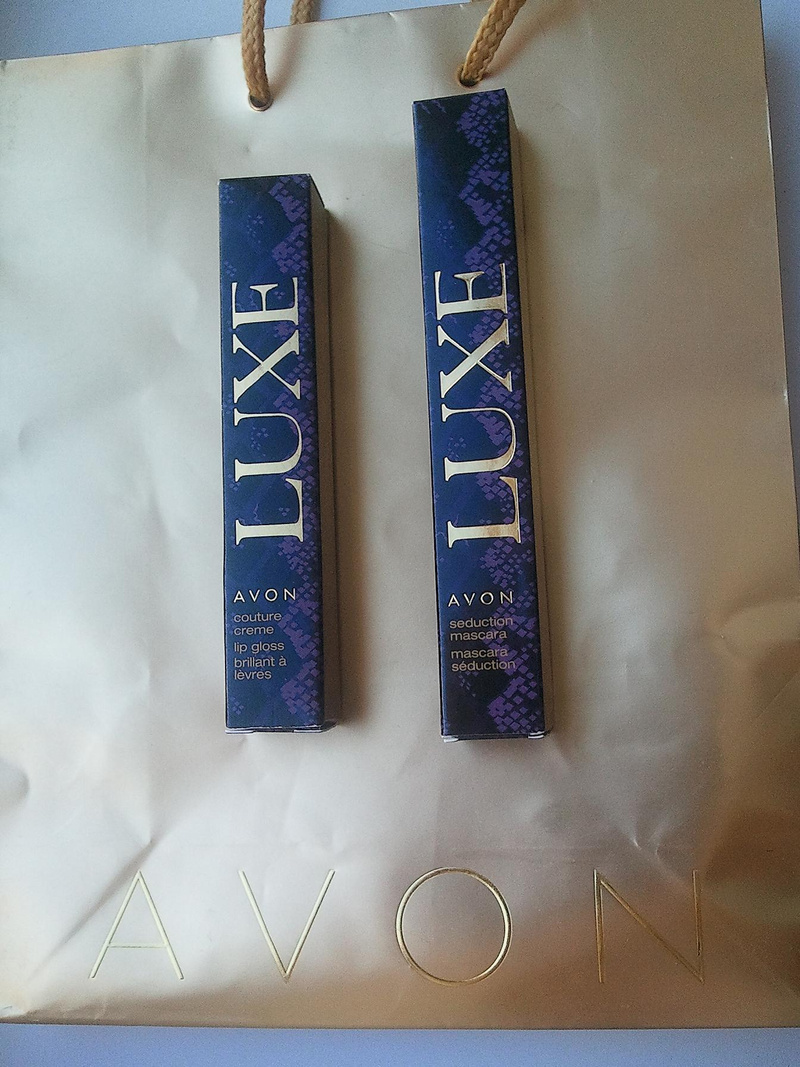 LUXE
AVON
couture
creme
lip gloss
brillant à
lèvres
LUXE
AVON
seduction
mascara
mascara
séduction
AVON